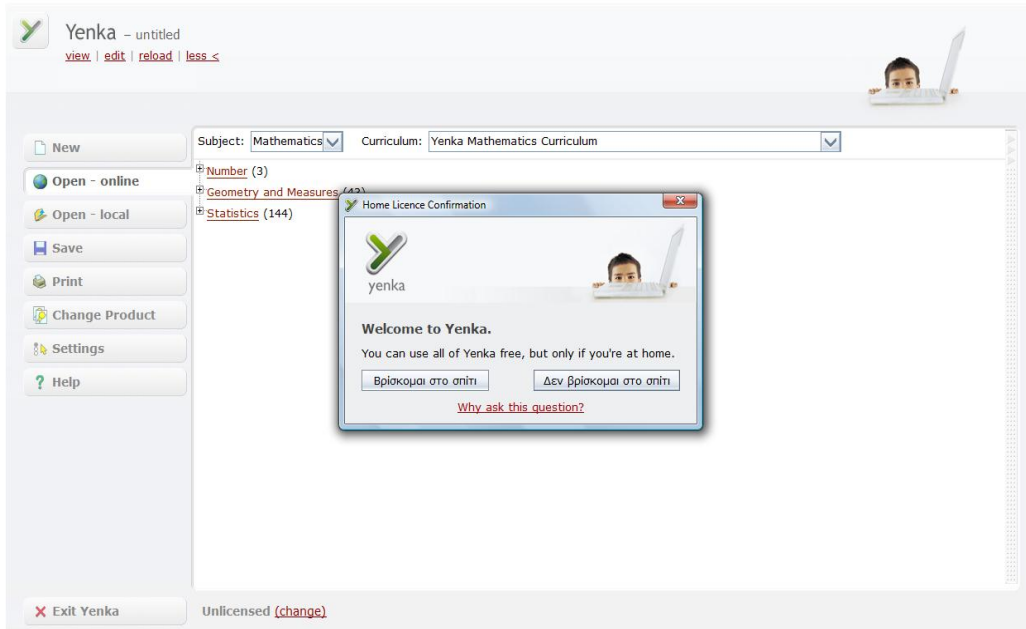 Yenka – untitled
view | edit | reload | less <
New
Open - online
Open - local
Save
Print
Change Product
Settings
Help
Subject: Mathematics Curriculum: Yenka Mathematics Curriculum
Number (3)
Geometry and Measures (43)
Statistics (144)
Home Licence Confirmation
yenka
Welcome to Yenka.
You can use all of Yenka free, but only if you're at home.
Βρίσκομαι στο σπίτι Δεν βρίσκομαι στο σπίτι
Why ask this question?
Exit Yenka
Unlicensed (change)